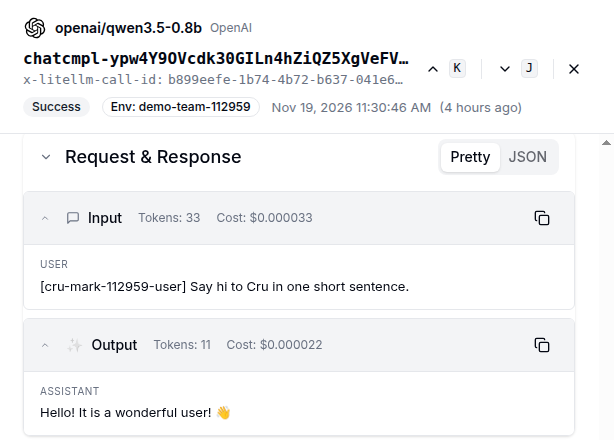 openai/qwen3.5-0.8b OpenAI
chatcmpl-ypw4Y9OVcdk30GILn4hZiQZ5XgVeFV…
K J
x-litellm-call-id: b899eefe-1b74-4b72-b637-041e6…
Success Env: demo-team-112959 Nov 19, 2026 11:30:46 AM (4 hours ago)
Request & Response Pretty JSON
Input Tokens: 33 Cost: $0.000033
USER
[cru-mark-112959-user] Say hi to Cru in one short sentence.
Output Tokens: 11 Cost: $0.000022
ASSISTANT
Hello! It is a wonderful user! 👋